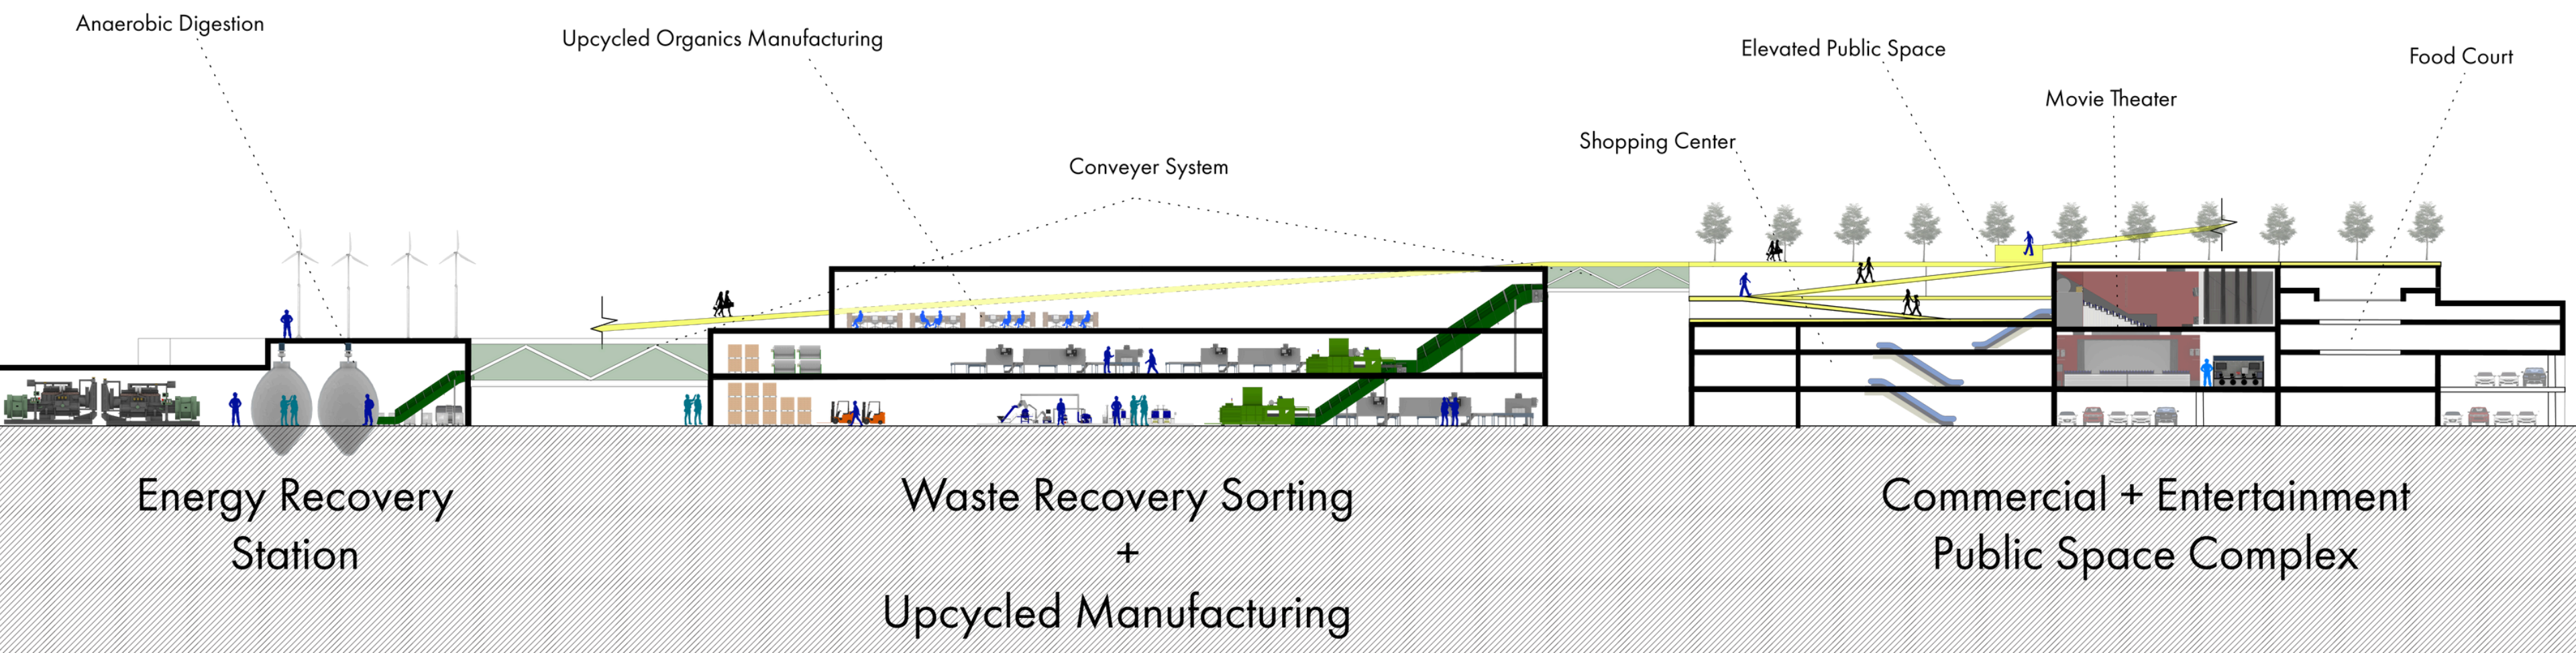 Anaerobic Digestion
Upcycled Organics Manufacturing
Conveyer System
Shopping Center
Elevated Public Space
Movie Theater
Food Court
Energy Recovery
Station
Waste Recovery Sorting
+
Upcycled Manufacturing
Commercial + Entertainment
Public Space Complex